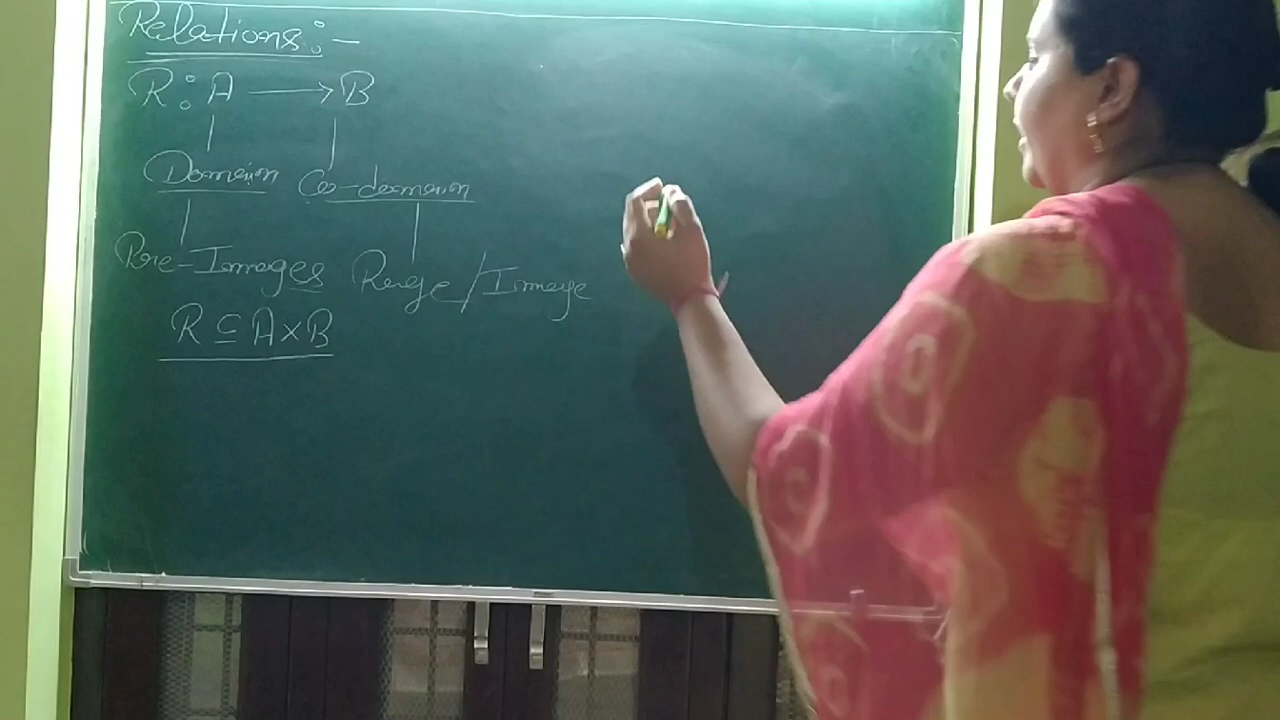 Relations:-
R: A → B
Domain Co-domain
Pre-Images Range/Image
R ⊆ A×B